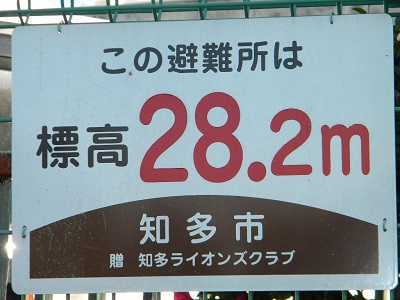 この避難所は
標高28.2m
知多市
贈 知多ライオンズクラブ